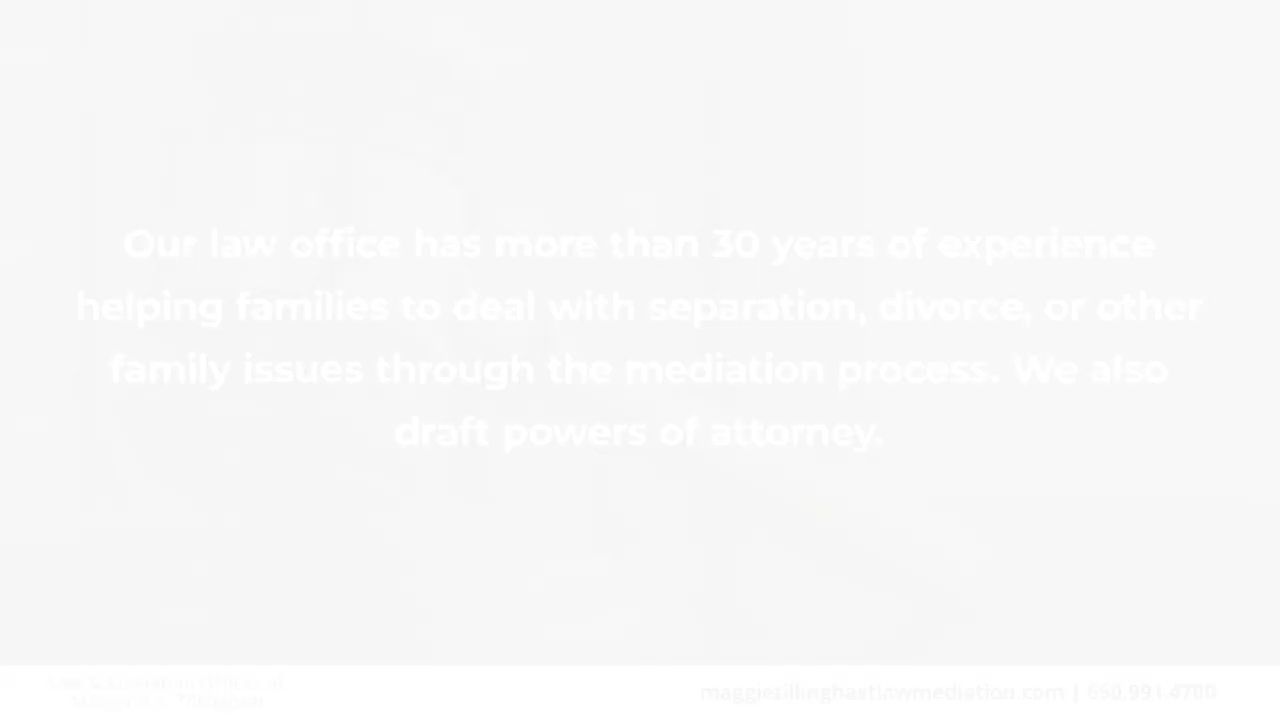 Our law office has more than 30 years of experience
helping families to deal with separation, divorce, or other
family issues through the mediation process. We also
draft powers of attorney.
maggietillinghastlawmediation.com | 650.991.4700